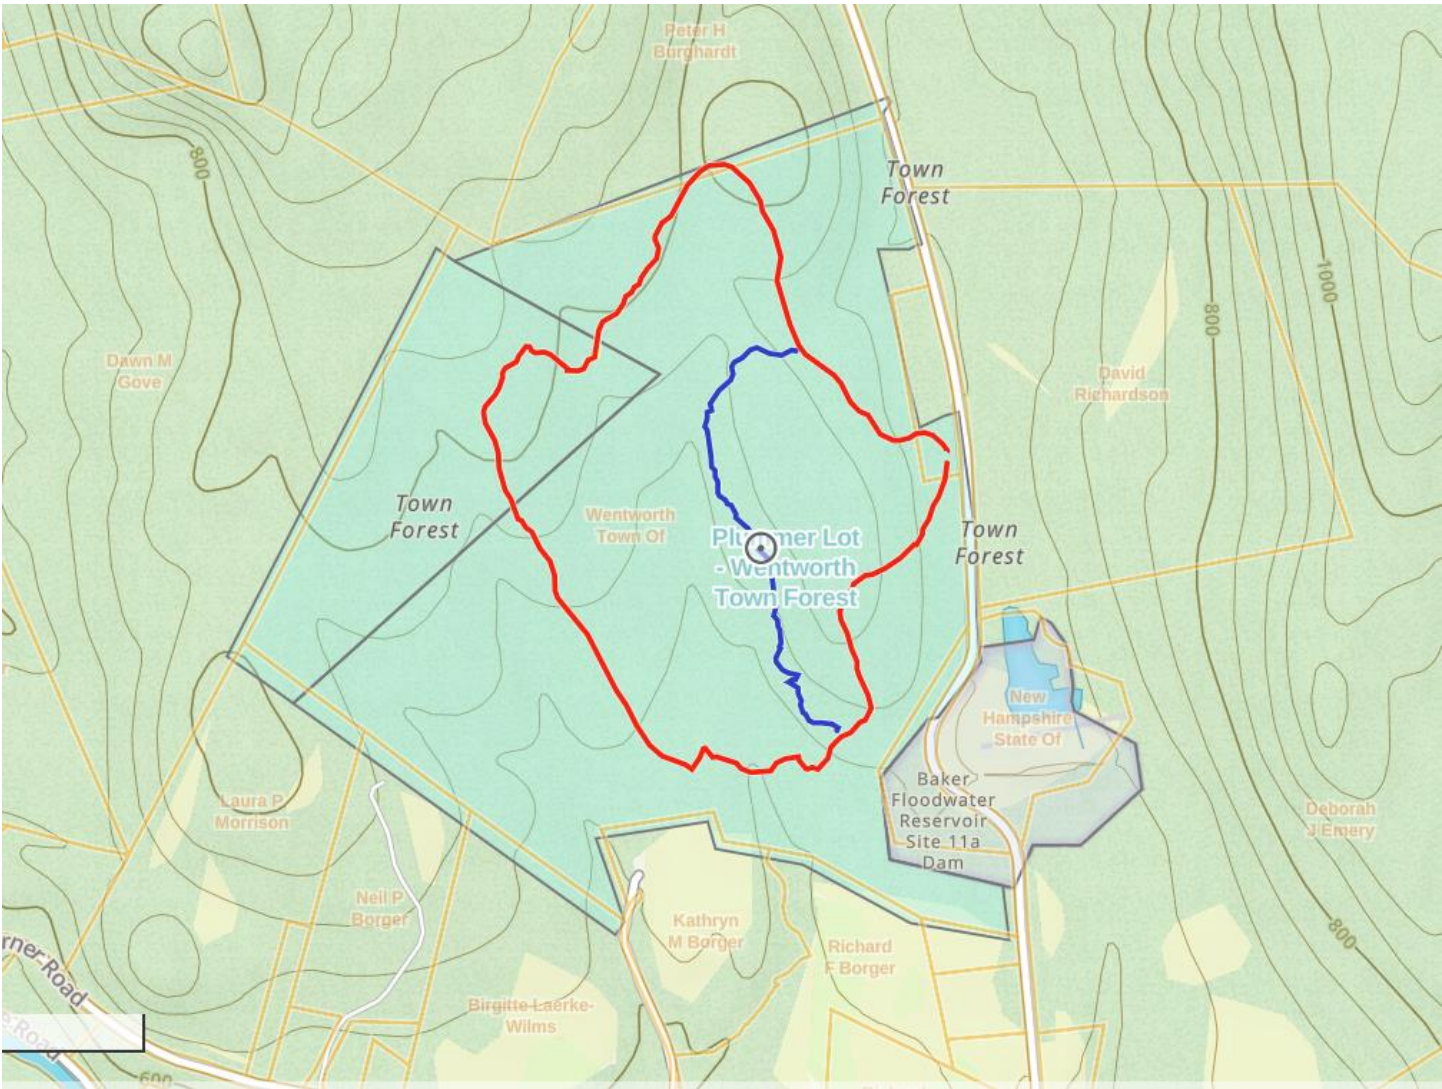 Peter H
Burghardt
800
Town
Forest
1000
800
Dawn M
Gove
David
Richardson
Town
Forest
Wentworth
Town Of
Plummer Lot
- Wentworth
Town Forest
Town
Forest
New
Hampshire
State Of
Baker
Floodwater
Reservoir
Site 11a
Dam
Laura P
Morrison
Deborah
J Emery
Neil P
Borger
Kathryn
M Borger
Richard
F Borger
800
rner Road
Birgitte Laerke-
Wilms
e Road
600